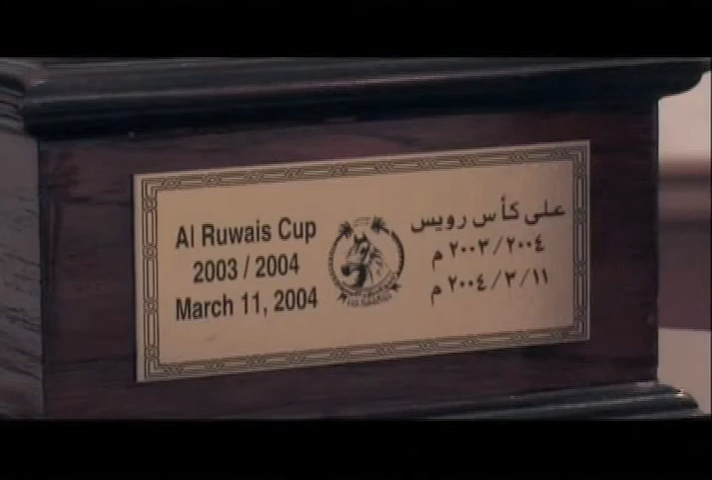 Al Ruwais Cup
2003 / 2004
March 11, 2004
على كأس رويس
٢٠٠٣/٢٠٠٤ م
٢٠٠٤/٣/١١ م